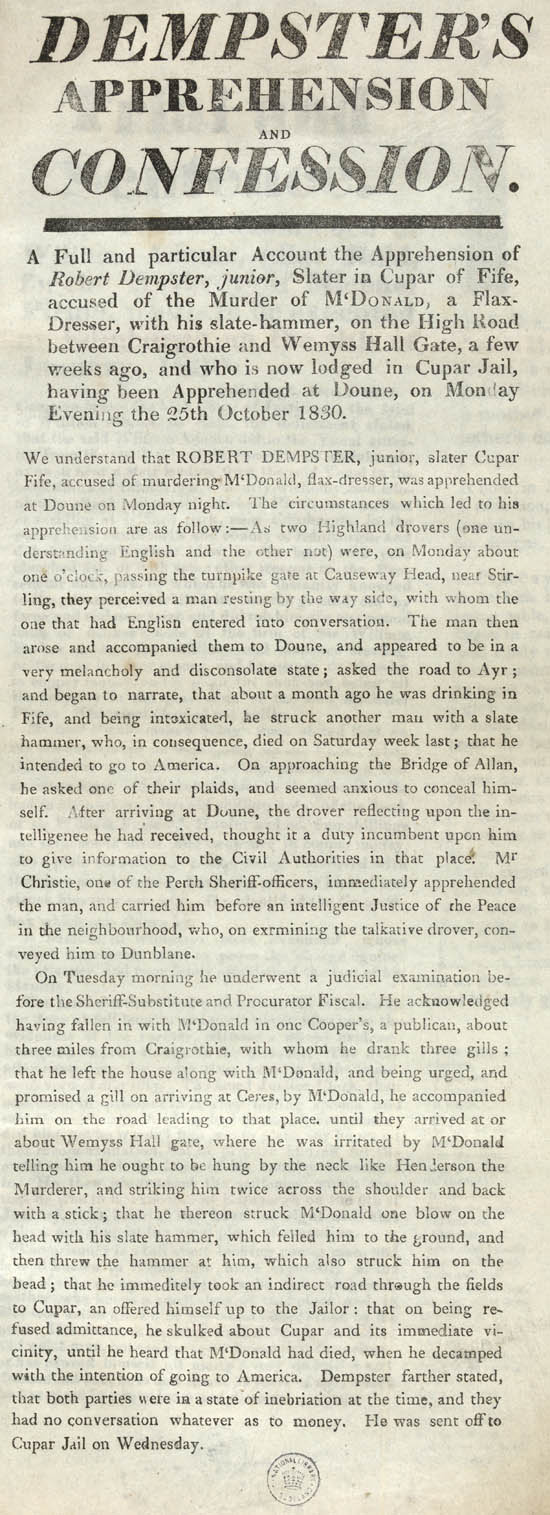 DEMPSTER'S
APPREHENSION
AND
CONFESSION.
A Full and particular Account the Apprehension of
Robert Dempster, junior, Slater in Cupar of Fife,
accused of the Murder of M‘DONALD, a Flax-
Dresser, with his slate-hammer, on the High Road
between Craigrothie and Wemyss Hall Gate, a few
weeks ago, and who is now lodged in Cupar Jail,
having been Apprehended at Doune, on Monday
Evening the 25th October 1830.
We understand that ROBERT DEMPSTER, junior, slater Cupar
Fife, accused of murdering M‘Donald, flax-dresser, was apprehended
at Doune on Monday night. The circumstances which led to his
apprehension are as follow:—As two Highland drovers (one un-
derstanding English and the other not) were, on Monday about
one o'clock, passing the turnpike gate at Causeway Head, near Stir-
ling, they perceived a man resting by the way side, with whom the
one that had English entered into conversation. The man then
arose and accompanied them to Doune, and appeared to be in a
very melancholy and disconsolate state; asked the road to Ayr;
and began to narrate, that about a month ago he was drinking in
Fife, and being intoxicated, he struck another man with a slate
hammer, who, in consequence, died on Saturday week last; that he
intended to go to America. On approaching the Bridge of Allan,
he asked one of their plaids, and seemed anxious to conceal him-
self. After arriving at Doune, the drover reflecting upon the in-
telligenee he had received, thought it a duty incumbent upon him
to give information to the Civil Authorities in that place. Mr
Christie, one of the Perth Sheriff-officers, immediately apprehended
the man, and carried him before an intelligent Justice of the Peace
in the neighbourhood, who, on exrmining the talkative drover, con-
veyed him to Dunblane.
On Tuesday morning he underwent a judicial examination be-
fore the Sheriff-Substitute and Procurator Fiscal. He acknowledged
having fallen in with M‘Donald in one Cooper's, a publican, about
three miles from Craigrothie, with whom he drank three gills;
that he left the house along with M‘Donald, and being urged, and
promised a gill on arriving at Ceres, by M‘Donald, he accompanied
him on the road leading to that place. until they arrived at or
about Wemyss Hall gate, where he was irritated by M‘Donald
telling him he ought to be hung by the neck like Henderson the
Murderer, and striking him twice across the shoulder and back
with a stick; that he thereon struck M‘Donald one blow on the
head with his slate hammer, which felled him to the ground, and
then threw the hammer at him, which also struck him on the
head; that he immeditely took an indirect road through the fields
to Cupar, an offered himself up to the Jailor: that on being re-
fused admittance, he skulked about Cupar and its immediate vi-
cinity, until he heard that M‘Donald had died, when he decamped
with the intention of going to America. Dempster farther stated,
that both parties were in a state of inebriation at the time, and they
had no conversation whatever as to money. He was sent off to
Cupar Jail on Wednesday.
NATIONAL LIBRARY